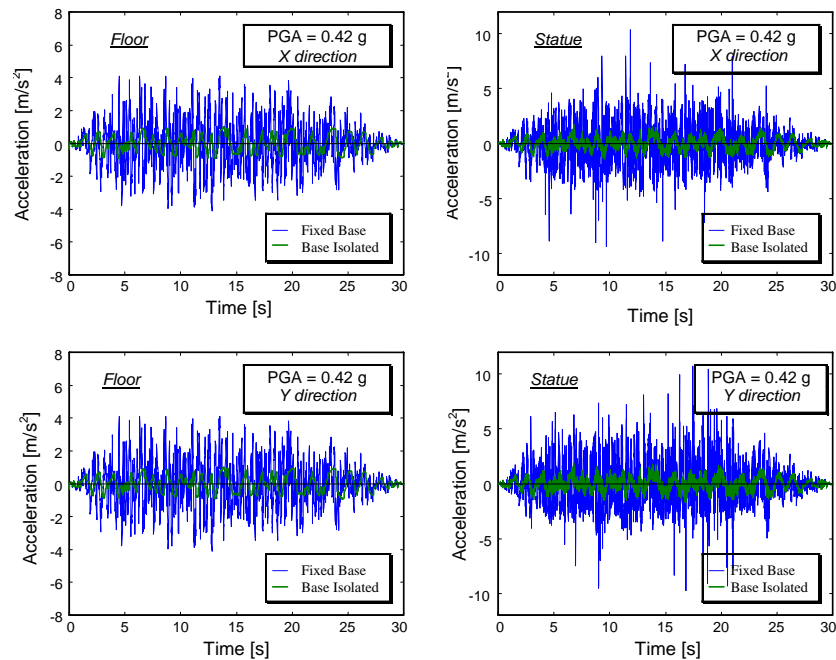 Floor
PGA = 0.42 g
X direction
Acceleration [m/s²]
8
6
4
2
0
-2
-4
-6
-8
Fixed Base
Base Isolated
0 5 10 15 20 25 30
Time [s]
Statue
PGA = 0.42 g
X direction
Acceleration [m/s⁻]
10
5
0
-5
-10
Fixed Base
Base Isolated
0 5 10 15 20 25 30
Time [s]
Floor
PGA = 0.42 g
Y direction
Acceleration [m/s²]
8
6
4
2
0
-2
-4
-6
-8
Fixed Base
Base Isolated
0 5 10 15 20 25 30
Time [s]
Statue
PGA = 0.42 g
Y direction
Acceleration [m/s²]
10
5
0
-5
-10
Fixed Base
Base Isolated
0 5 10 15 20 25 30
Time [s]